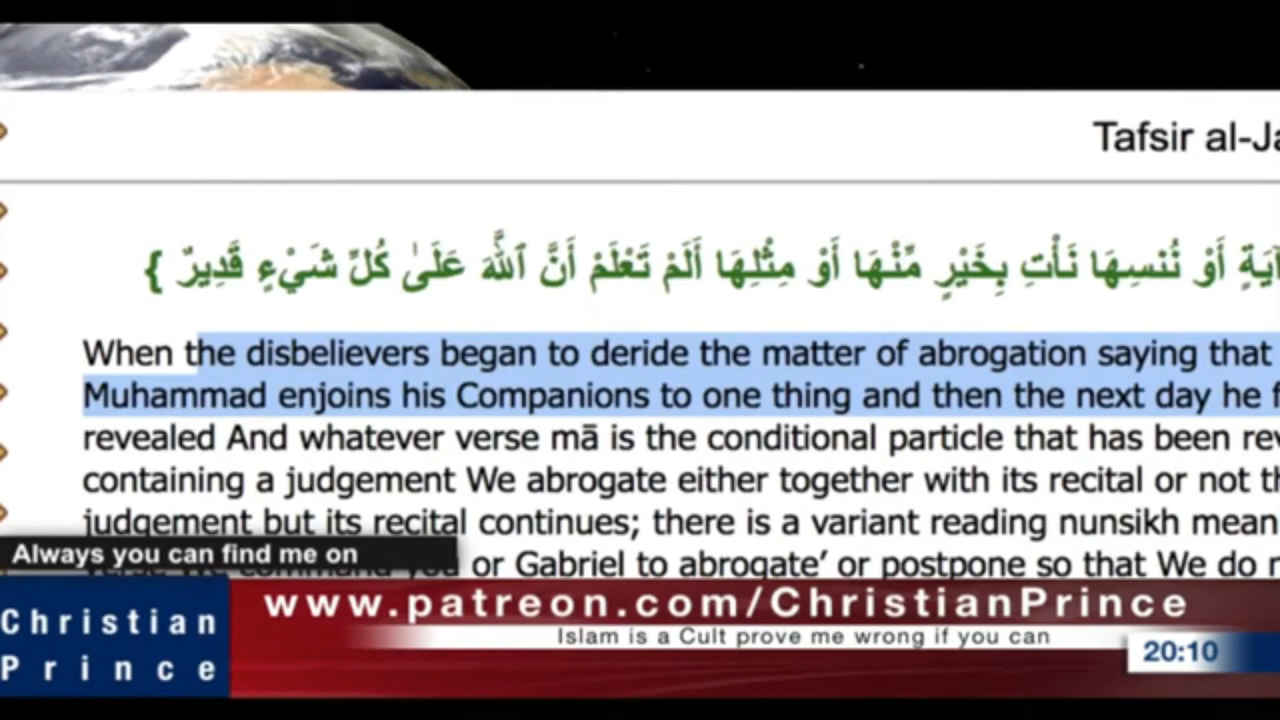 Tafsir al-Ja
آيَةٍ أَوْ نُنسِهَا نَأْتِ بِخَيْرٍ مِّنْهَا أَوْ مِثْلِهَا أَلَمْ تَعْلَمْ أَنَّ ٱللَّهَ عَلَىٰ كُلِّ شَيْءٍ قَدِيرٌ }
When the disbelievers began to deride the matter of abrogation saying that
Muhammad enjoins his Companions to one thing and then the next day he f
revealed And whatever verse mā is the conditional particle that has been rev
containing a judgement We abrogate either together with its recital or not th
judgement but its recital continues; there is a variant reading nunsikh mean
or Gabriel to abrogate’ or postpone so that We do
Always you can find me on
Christian
Prince
www.patreon.com/ChristianPrince
Islam is a Cult prove me wrong if you can
20:10